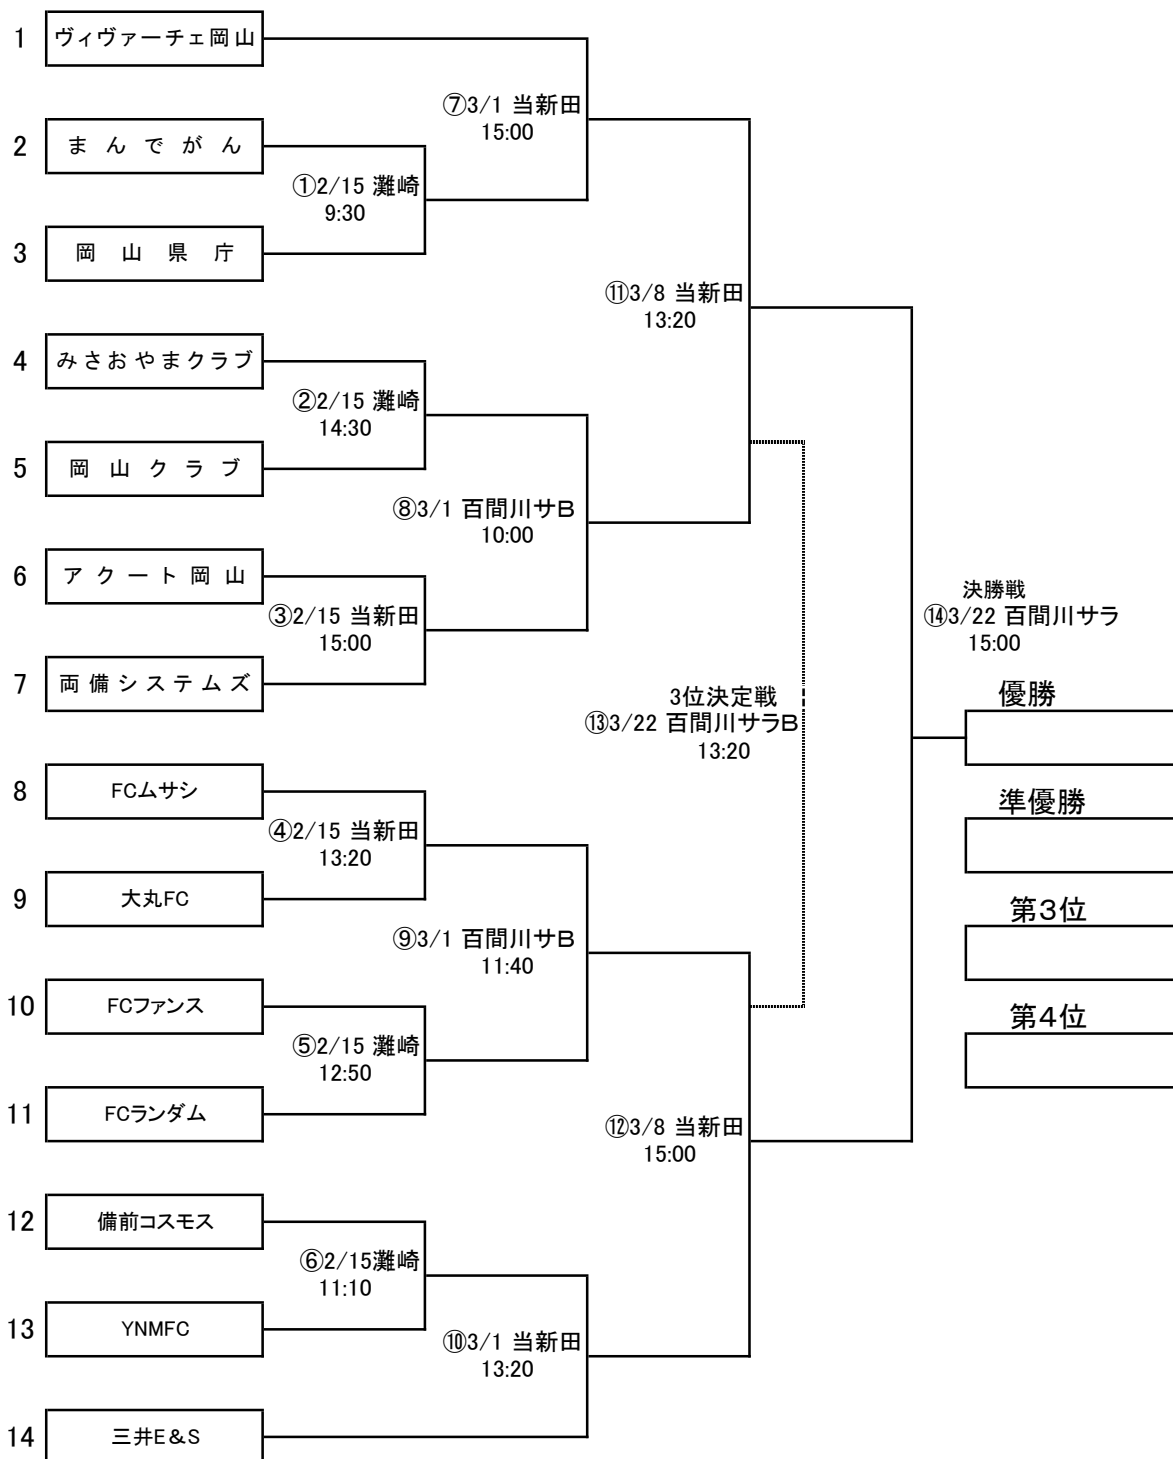 1 ヴィヴァーチェ岡山
⑦3/1 当新田
15:00
2 まんでがん
①2/15 灘崎
9:30
3 岡山県庁
⑪3/8 当新田
13:20
4 みさおやまクラブ
②2/15 灘崎
14:30
5 岡山クラブ
⑧3/1 百間川サB
10:00
6 アクート岡山
③2/15 当新田
15:00
7 両備システムズ
決勝戦
⑭3/22 百間川サラ
15:00
3位決定戦
⑬3/22 百間川サラB
13:20
優勝
準優勝
第3位
第4位
8 FCムサシ
④2/15 当新田
13:20
9 大丸FC
⑨3/1 百間川サB
11:40
10 FCファンス
⑤2/15 灘崎
12:50
11 FCランダム
⑫3/8 当新田
15:00
12 備前コスモス
⑥2/15灘崎
11:10
13 YNMFC
⑩3/1 当新田
13:20
14 三井E&S